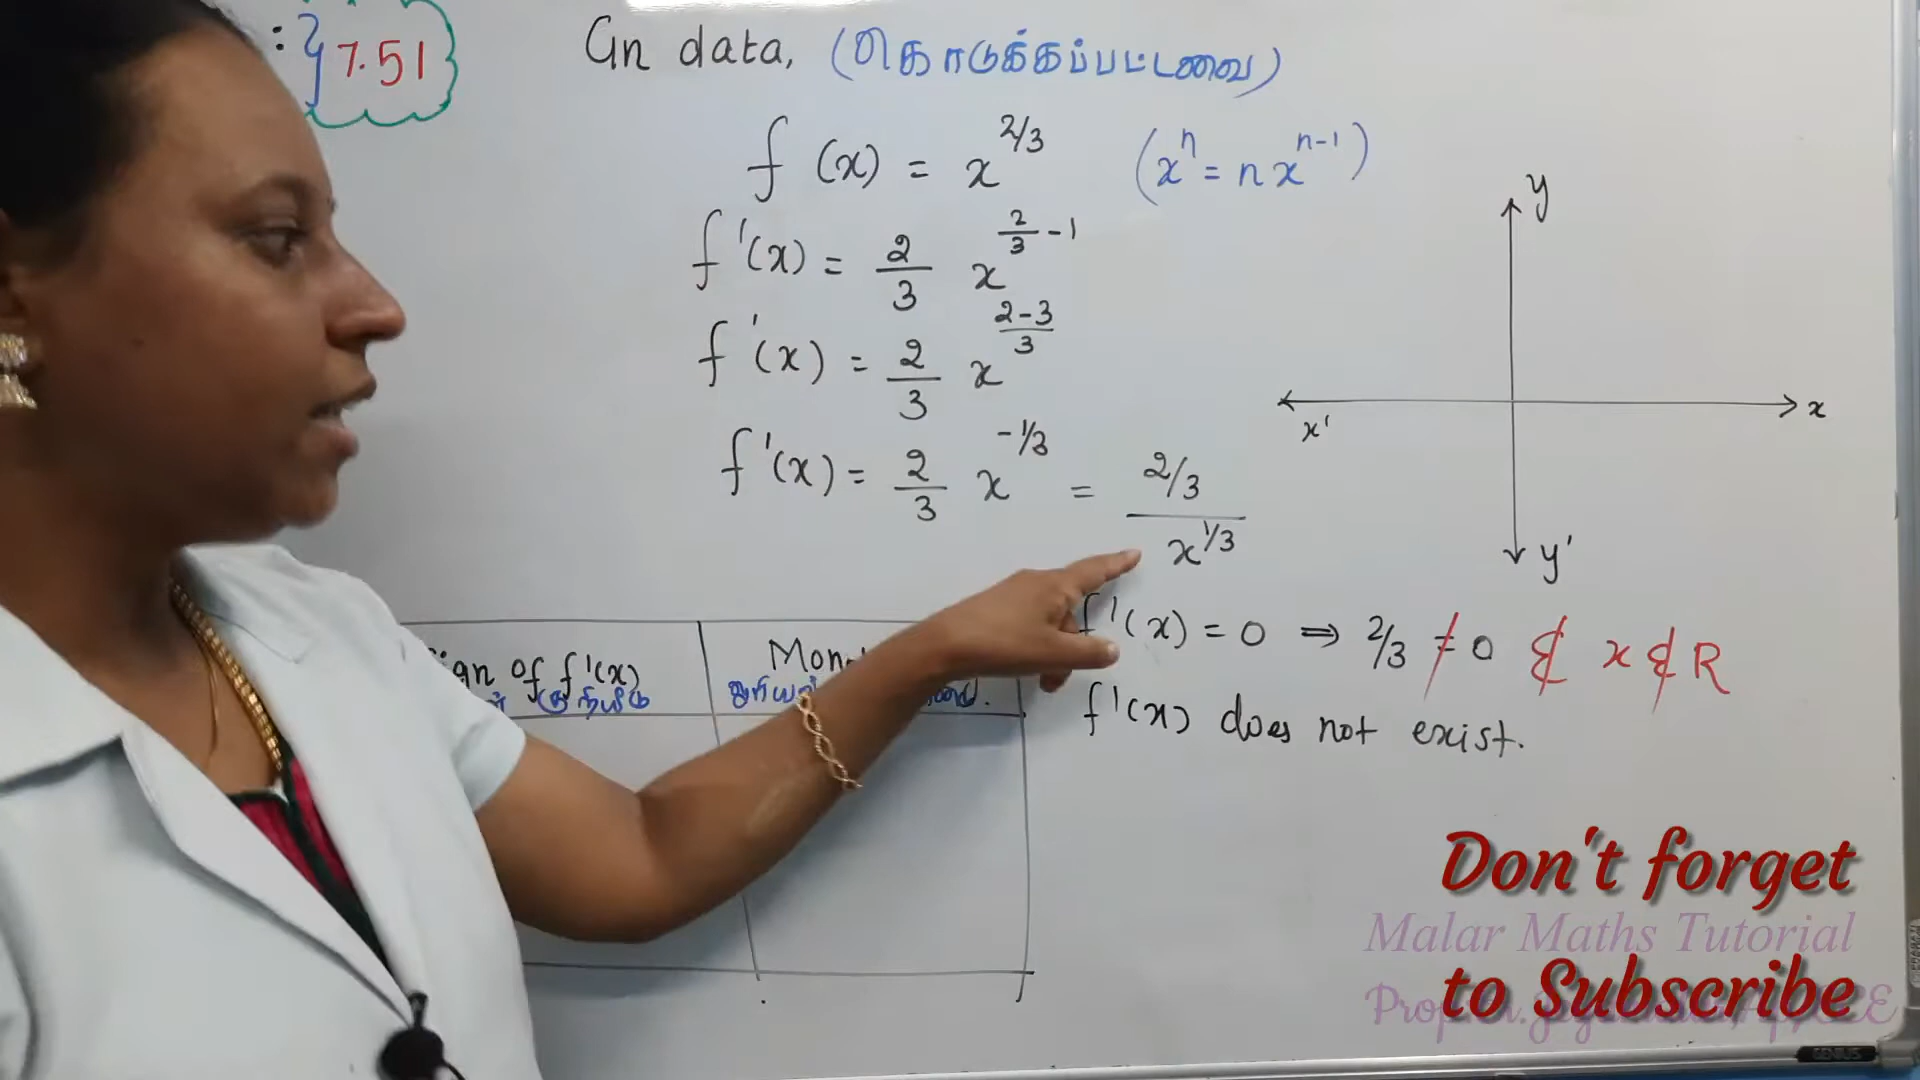 : } 7.51
Gn data, (கொடுக்கப்பட்டவை)
f (x) = x^2/3 (x^n = n x^n-1)
f'(x) = 2/3 x^2/3 - 1
f'(x) = 2/3 x^2-3/3
f'(x) = 2/3 x^-1/3 = 2/3 / x^1/3
y
x' x
y'
f'(x) = 0 ⇒ 2/3 ≠ 0 ∉ x ∉ R
f'(x) does not exist.
ign of f'(x)
Mon
Don't forget
Malar Maths Tutorial
to Subscribe
GENIUS